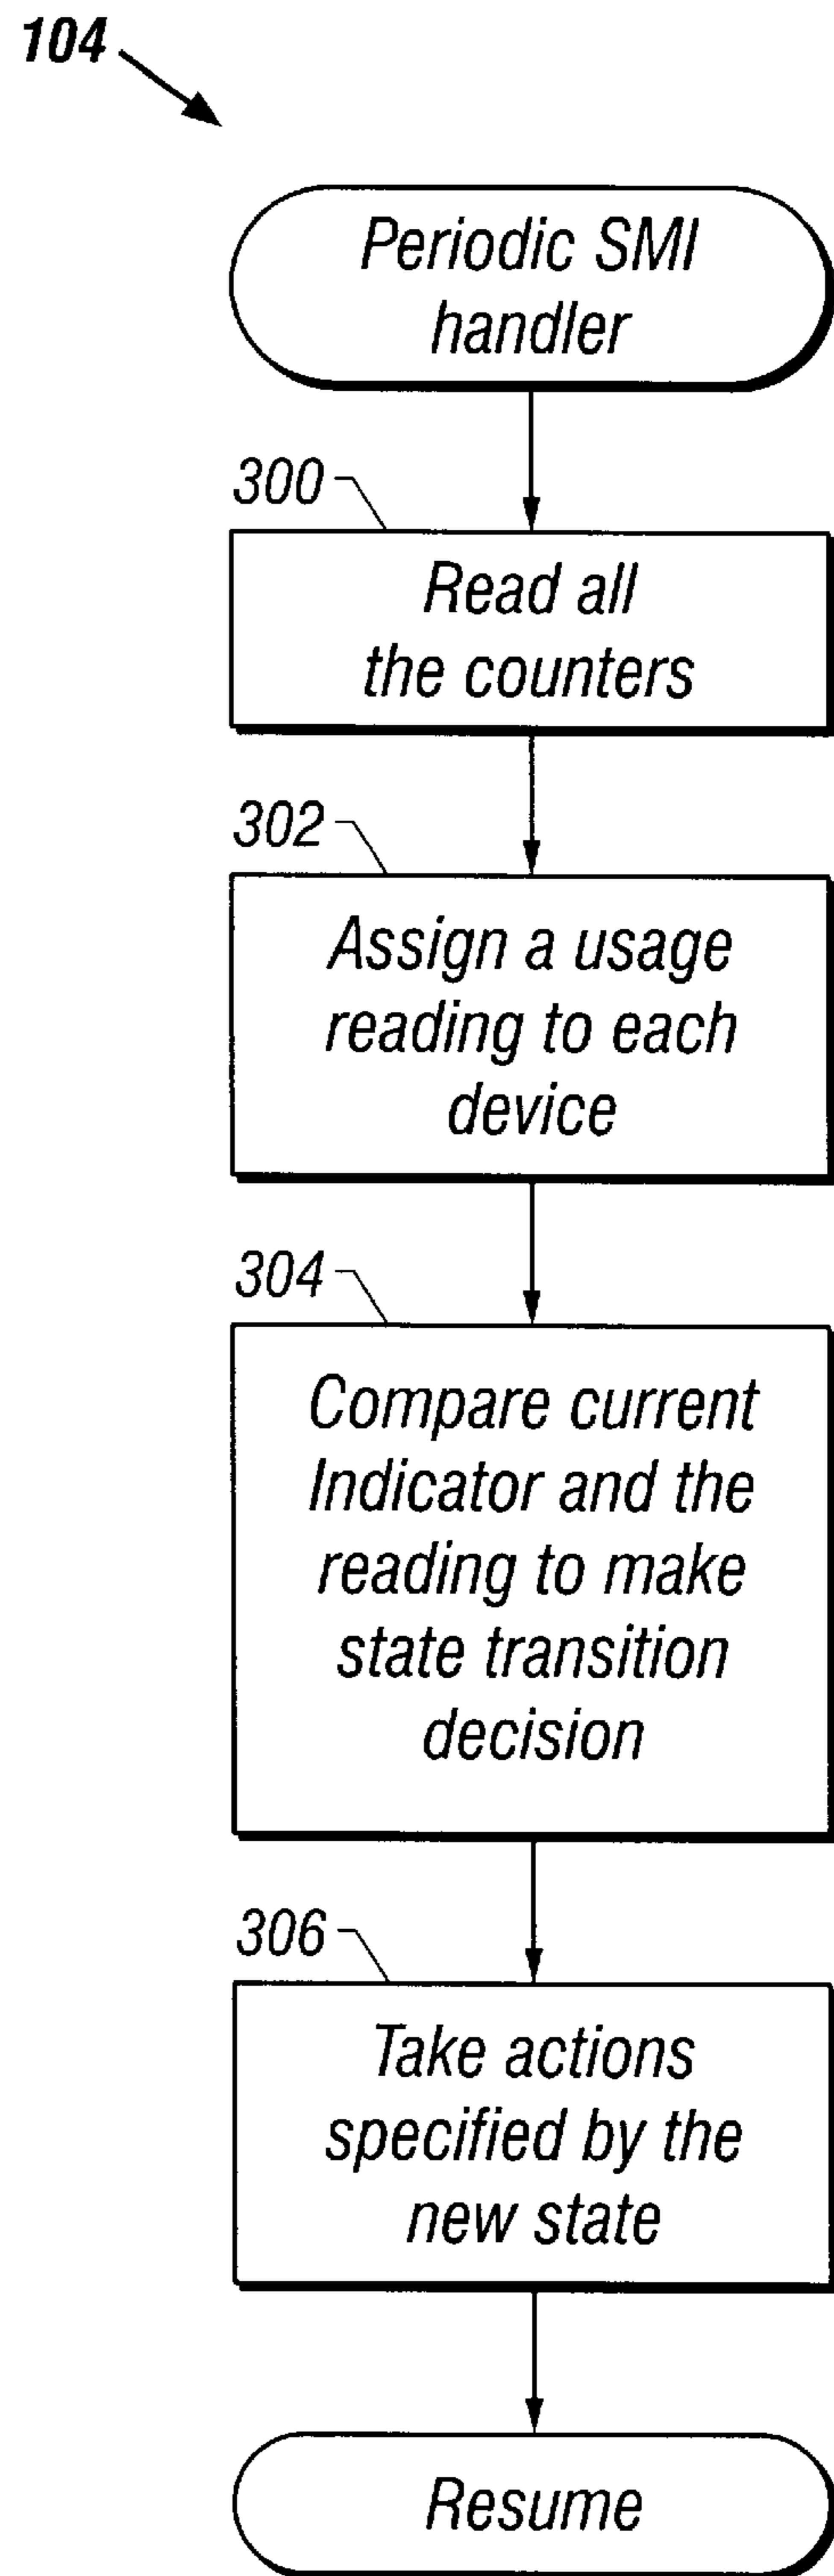 104
Periodic SMI
handler
300
Read all
the counters
302
Assign a usage
reading to each
device
304
Compare current
Indicator and the
reading to make
state transition
decision
306
Take actions
specified by the
new state
Resume